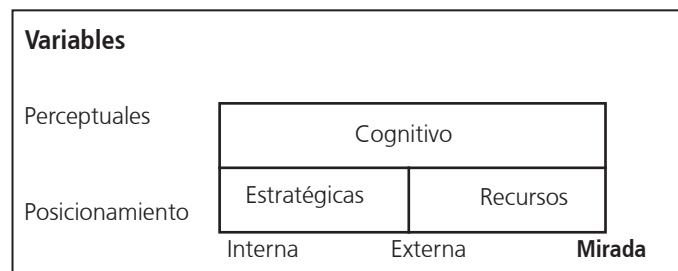 Variables
Perceptuales
Cognitivo
Estratégicas Recursos
Posicionamiento
Interna Externa Mirada